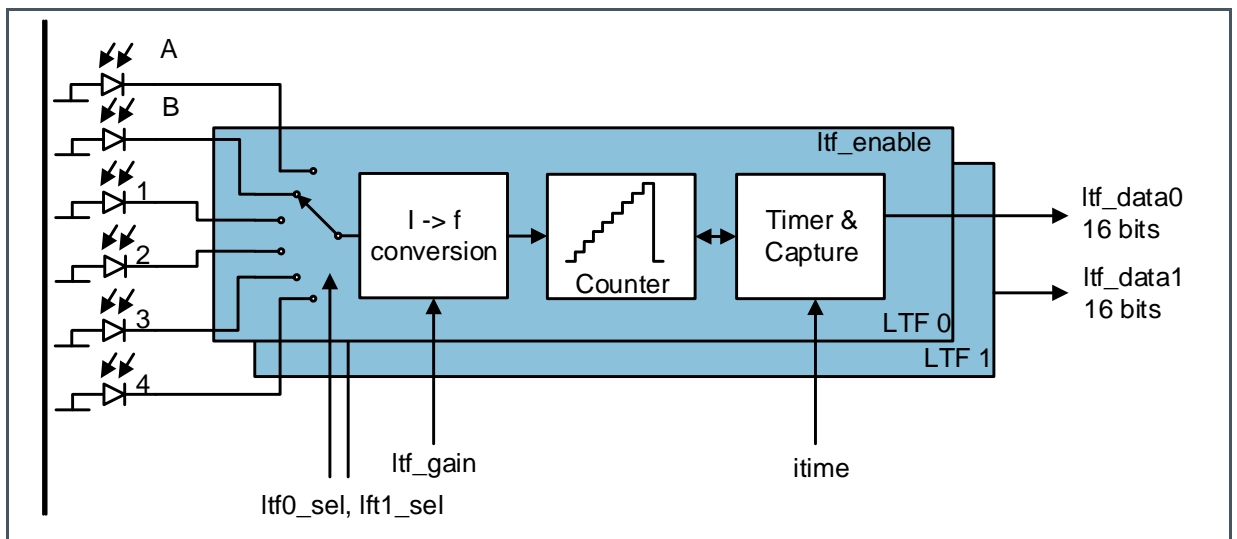 A
B
1
2
3
4
ltf_enable
I -> f
conversion
Counter
Timer &
Capture
LTF 0
LTF 1
ltf_data0
16 bits
ltf_data1
16 bits
ltf_gain
itime
ltf0_sel, lft1_sel